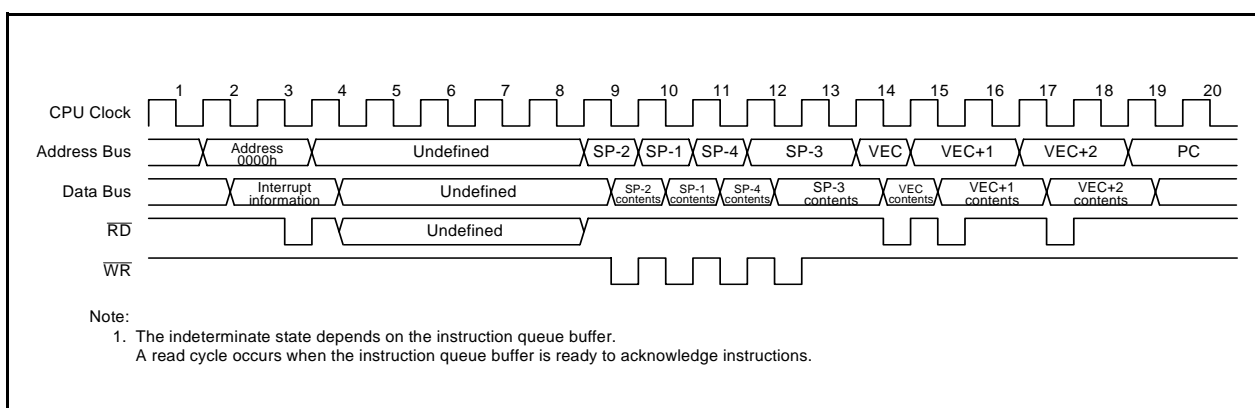 1 2 3 4 5 6 7 8 9 10 11 12 13 14 15 16 17 18 19 20
CPU Clock
Address Bus
Address
0000h
Undefined
SP-2
SP-1
SP-4
SP-3
VEC
VEC+1
VEC+2
PC
Data Bus
Interrupt
information
Undefined
SP-2
contents
SP-1
contents
SP-4
contents
SP-3
contents
VEC
contents
VEC+1
contents
VEC+2
contents
RD
Undefined
WR
Note:
1. The indeterminate state depends on the instruction queue buffer.
A read cycle occurs when the instruction queue buffer is ready to acknowledge instructions.